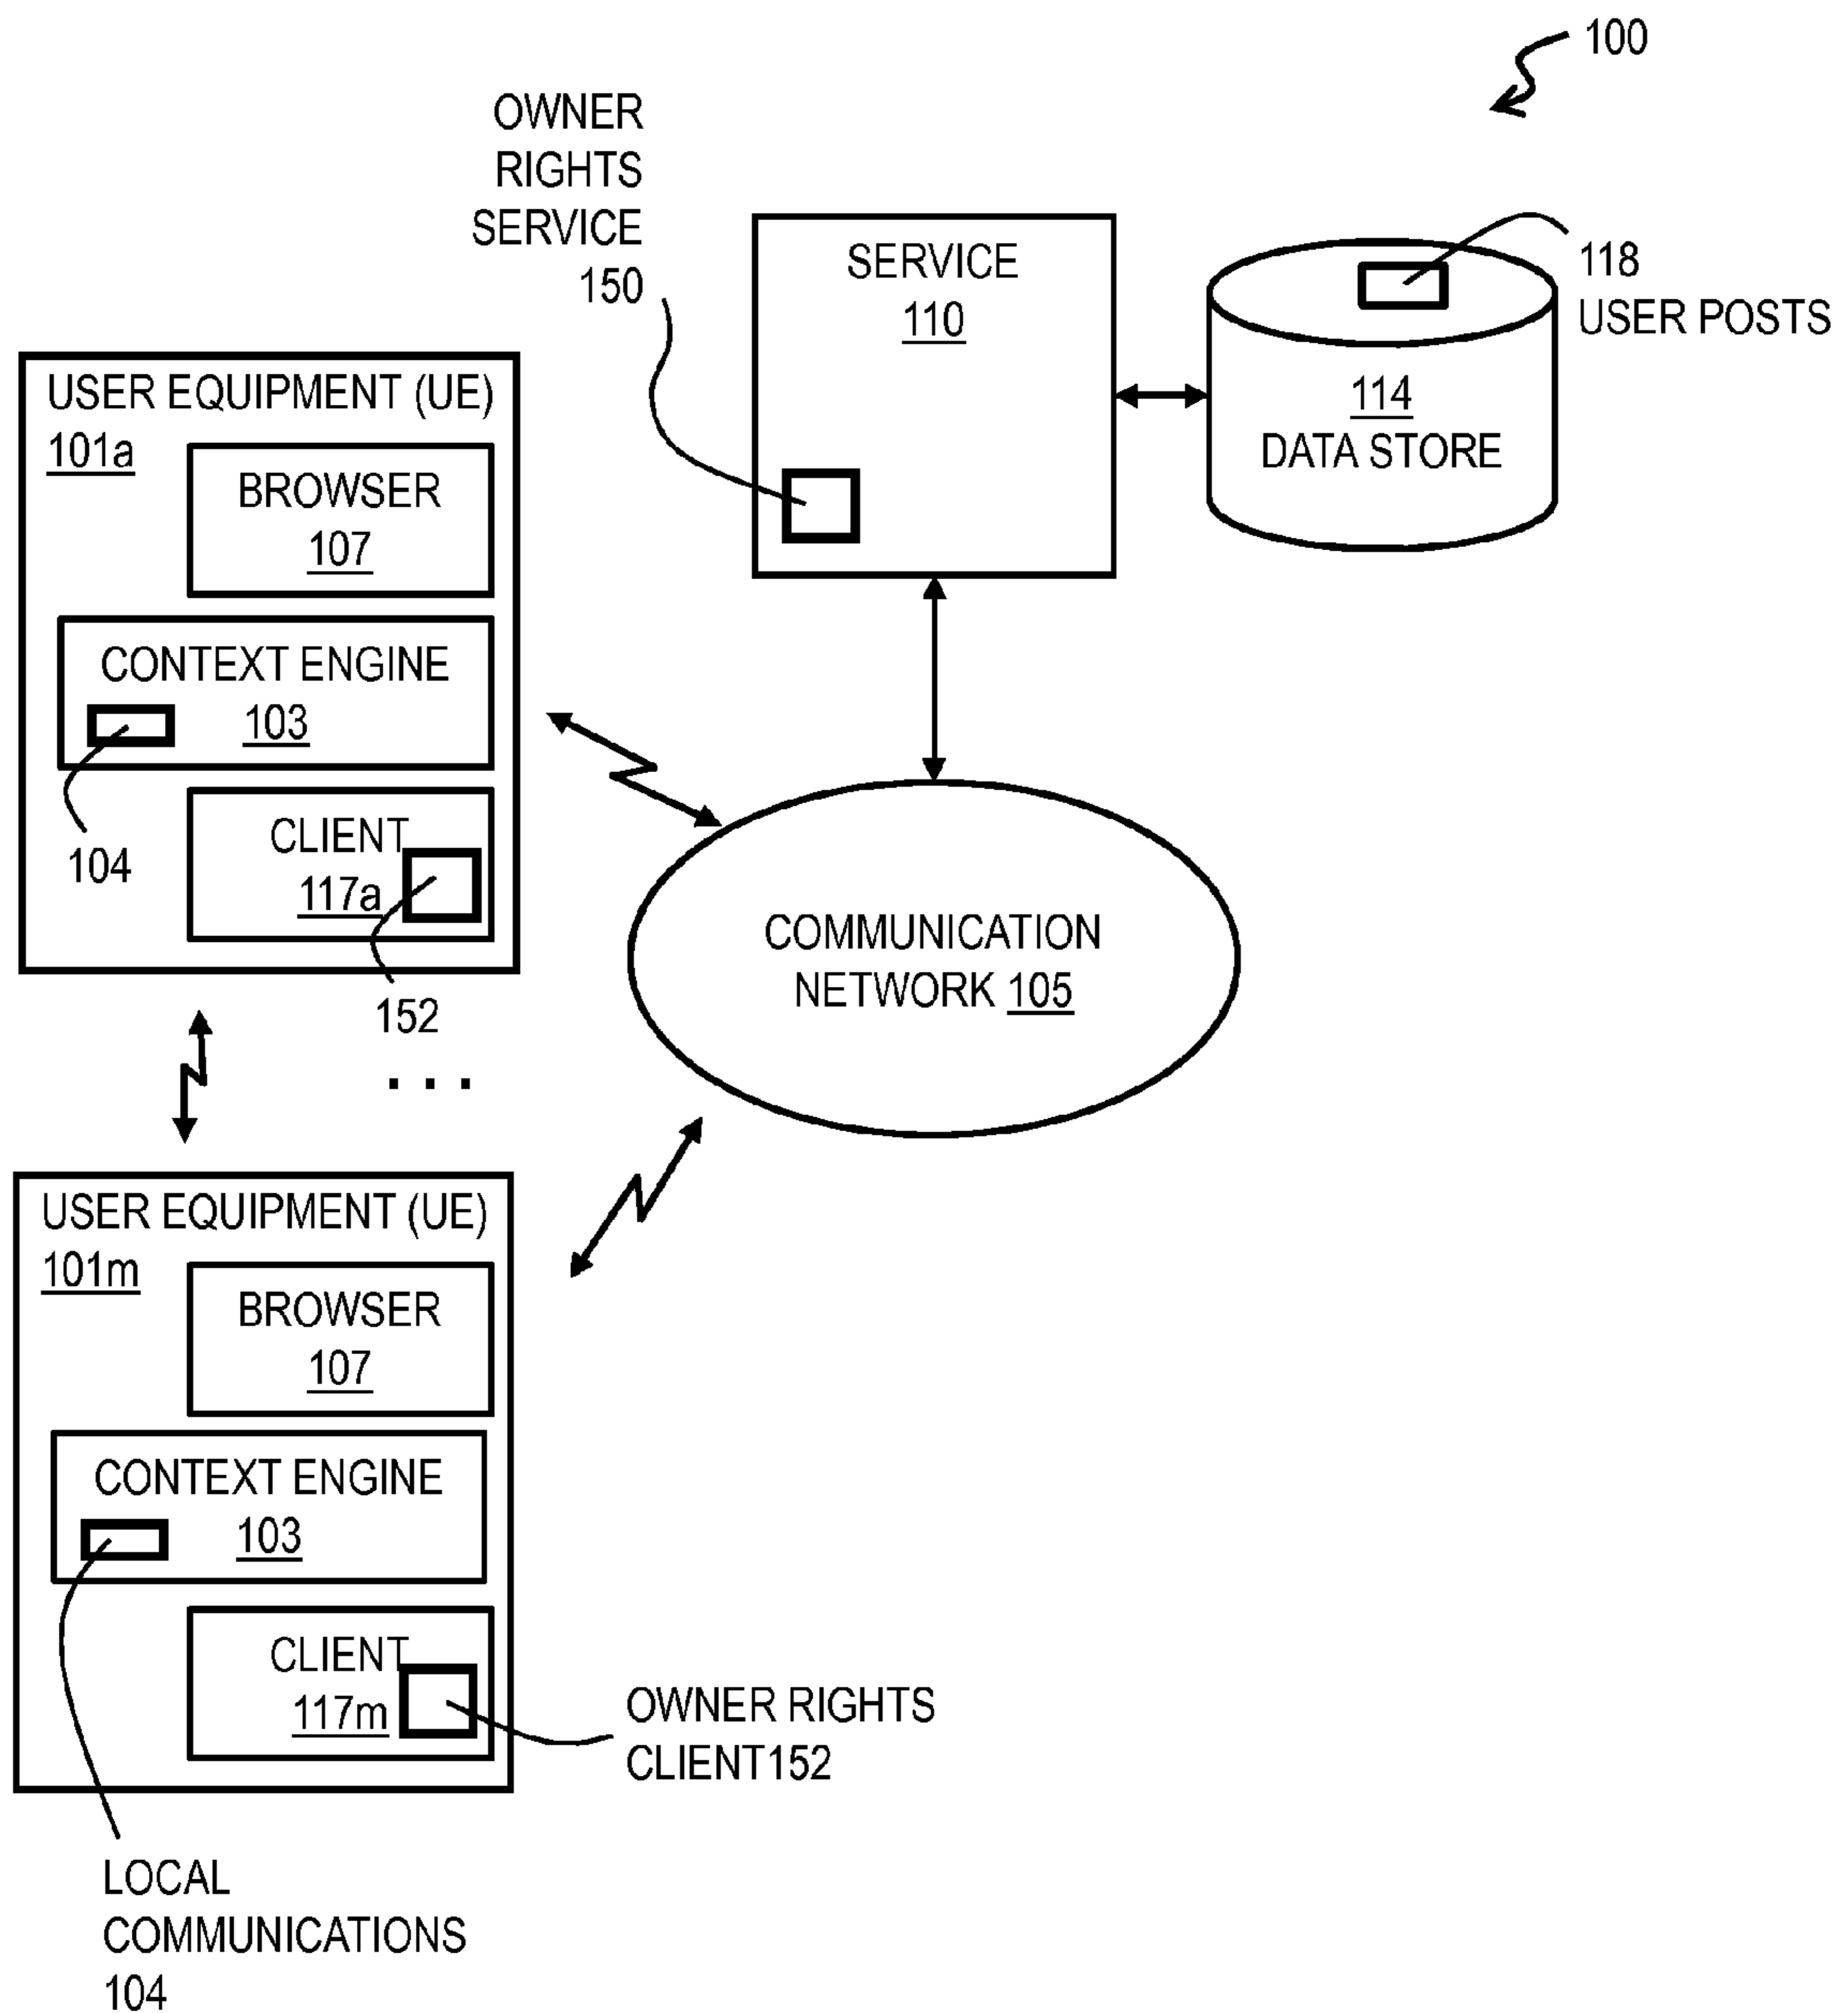 100
OWNER
RIGHTS
SERVICE
150
SERVICE
110
118
USER POSTS
114
DATA STORE
USER EQUIPMENT (UE)
101a
BROWSER
107
CONTEXT ENGINE
103
104
CLIENT
117a
152
COMMUNICATION
NETWORK 105
. . .
USER EQUIPMENT (UE)
101m
BROWSER
107
CONTEXT ENGINE
103
CLIENT
117m
OWNER RIGHTS
CLIENT152
LOCAL
COMMUNICATIONS
104